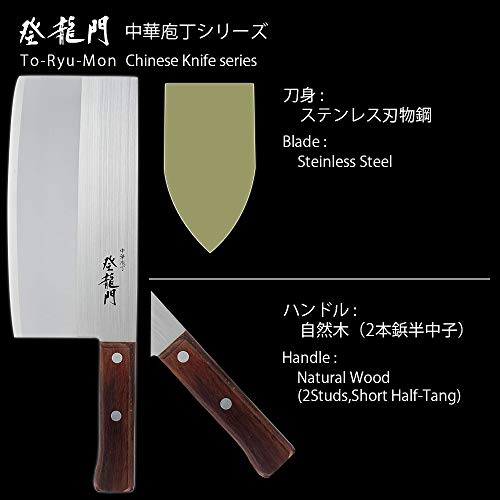 登龍門 中華庖丁シリーズ
To-Ryu-Mon Chinese Knife series
刀身 :
ステンレス刃物鋼
Blade :
Steinless Steel
中華庖丁
登龍門
ハンドル :
自然木（2本鋲半中子）
Handle :
Natural Wood
(2Studs,Short Half-Tang)